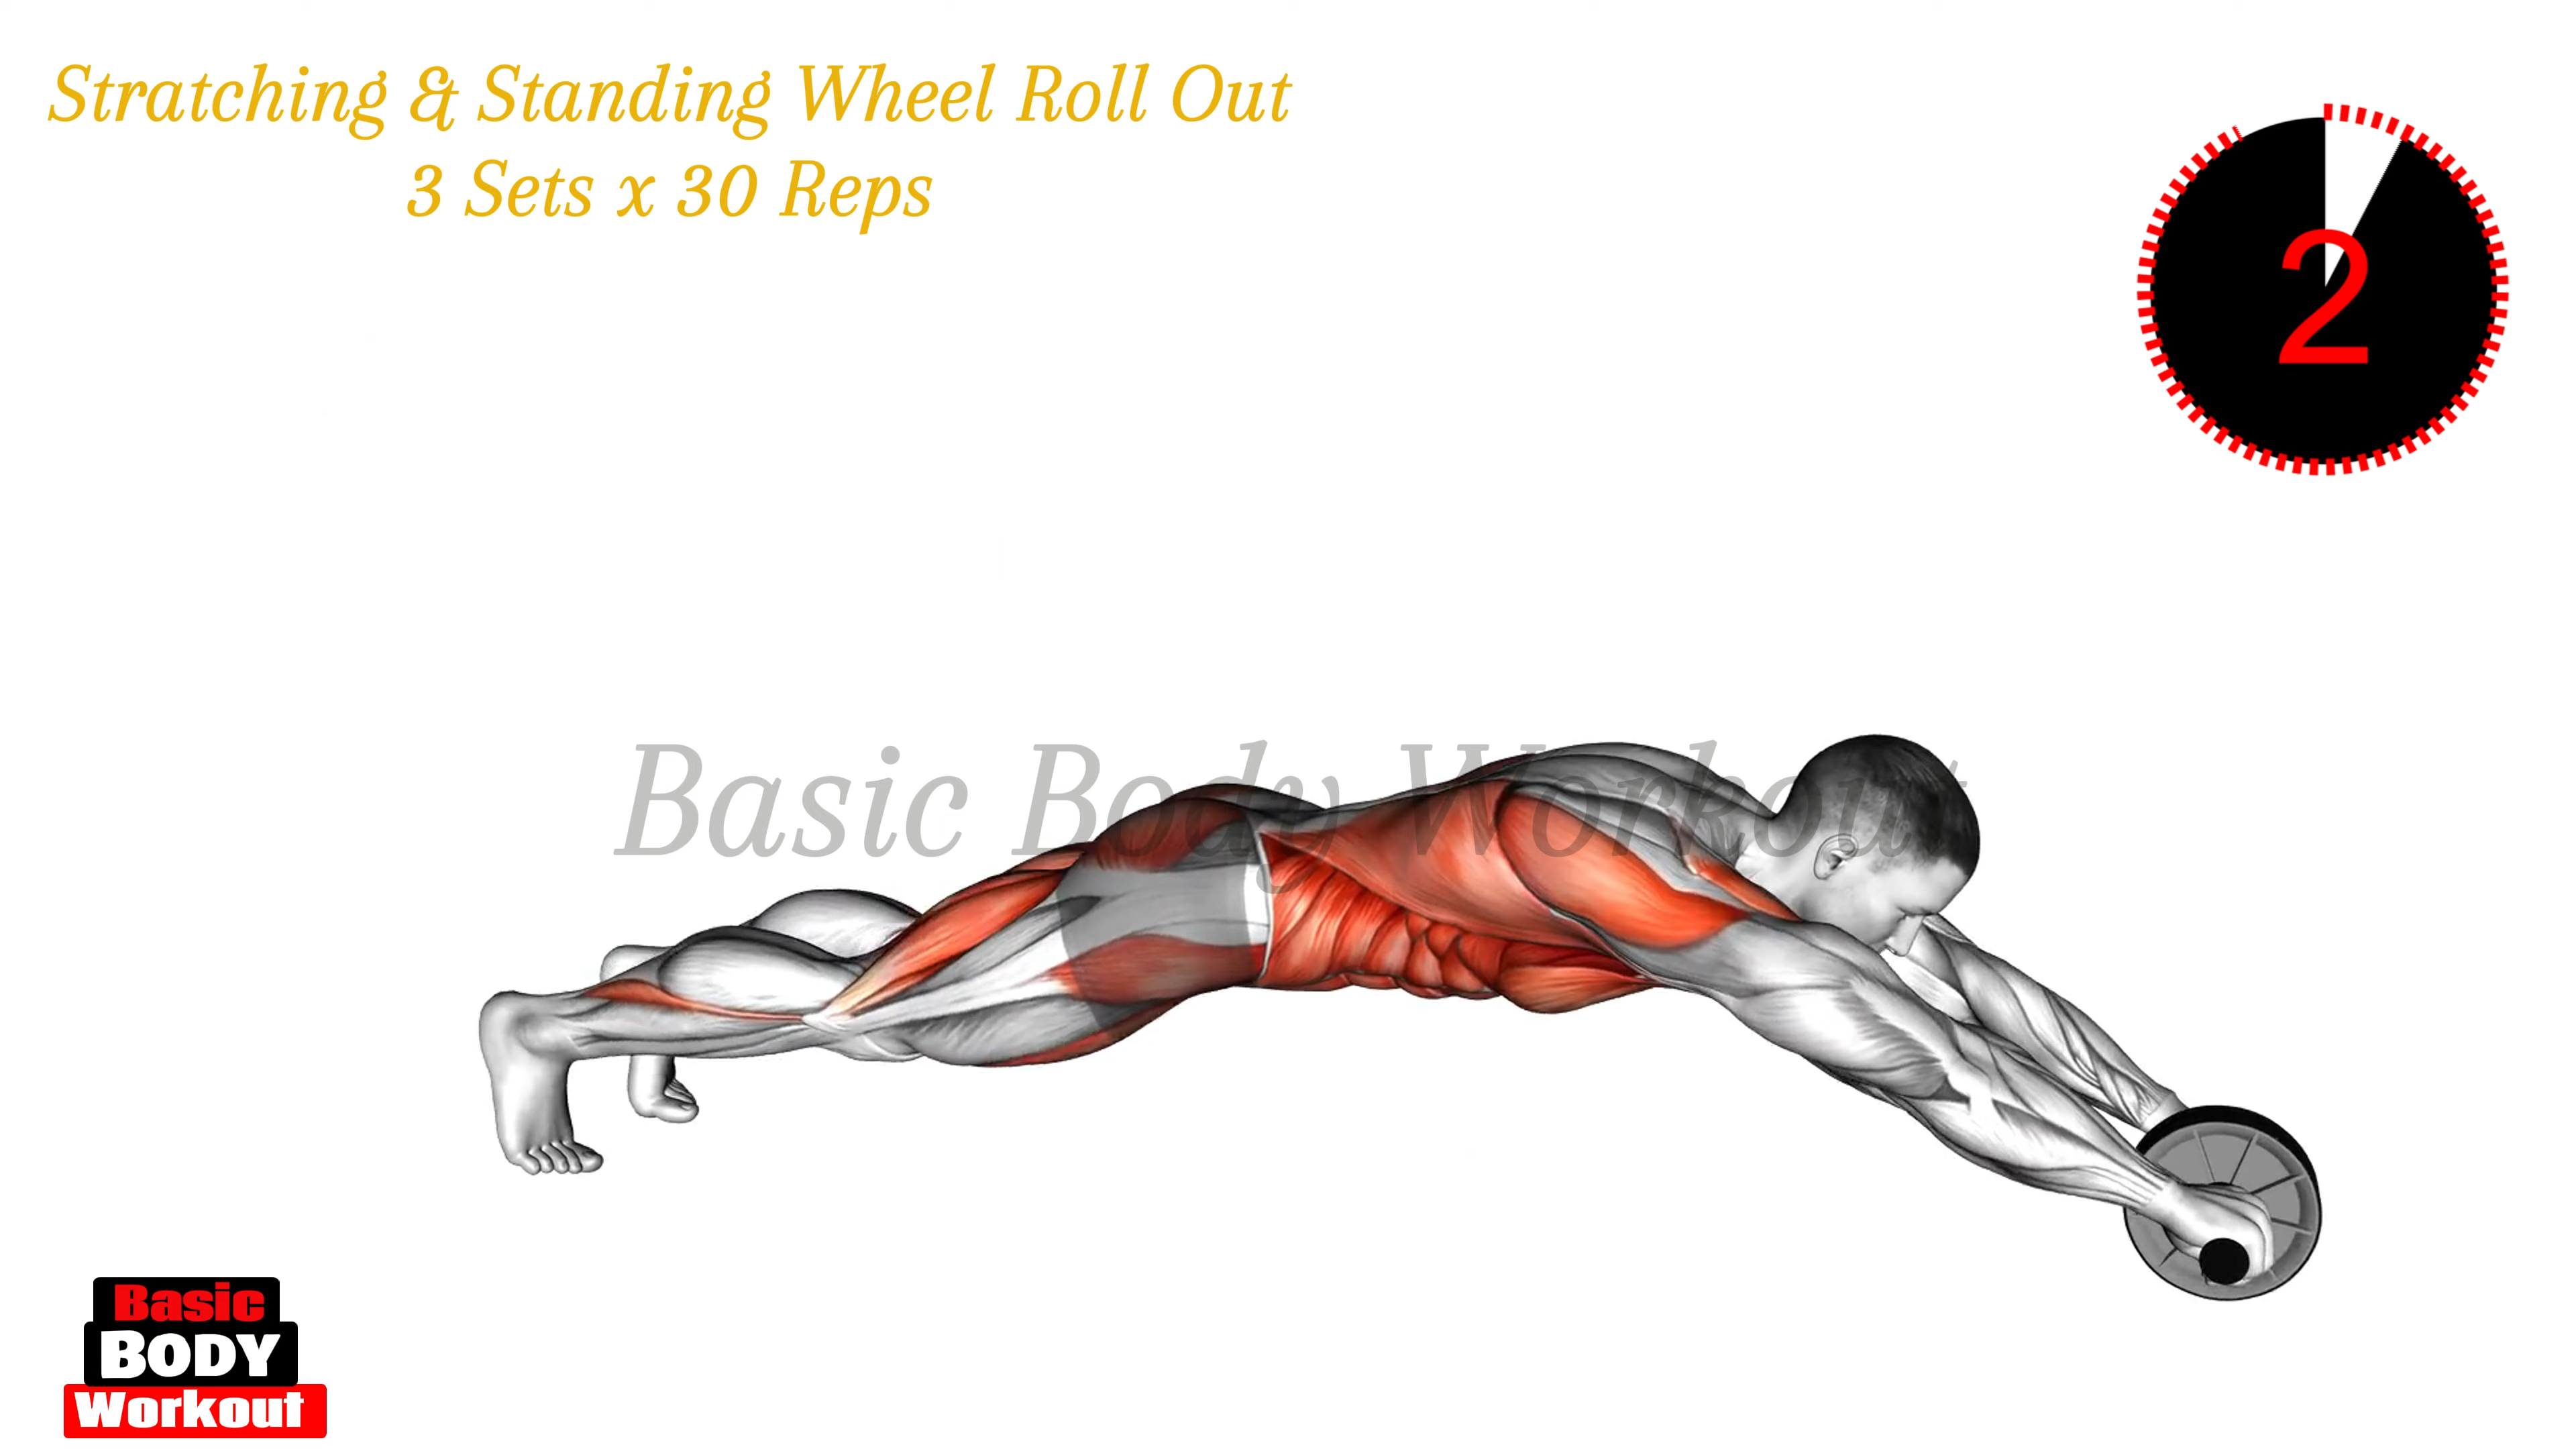 Stratching & Standing Wheel Roll Out
3 Sets x 30 Reps
2
Basic Body Workout
Basic
BODY
Workout